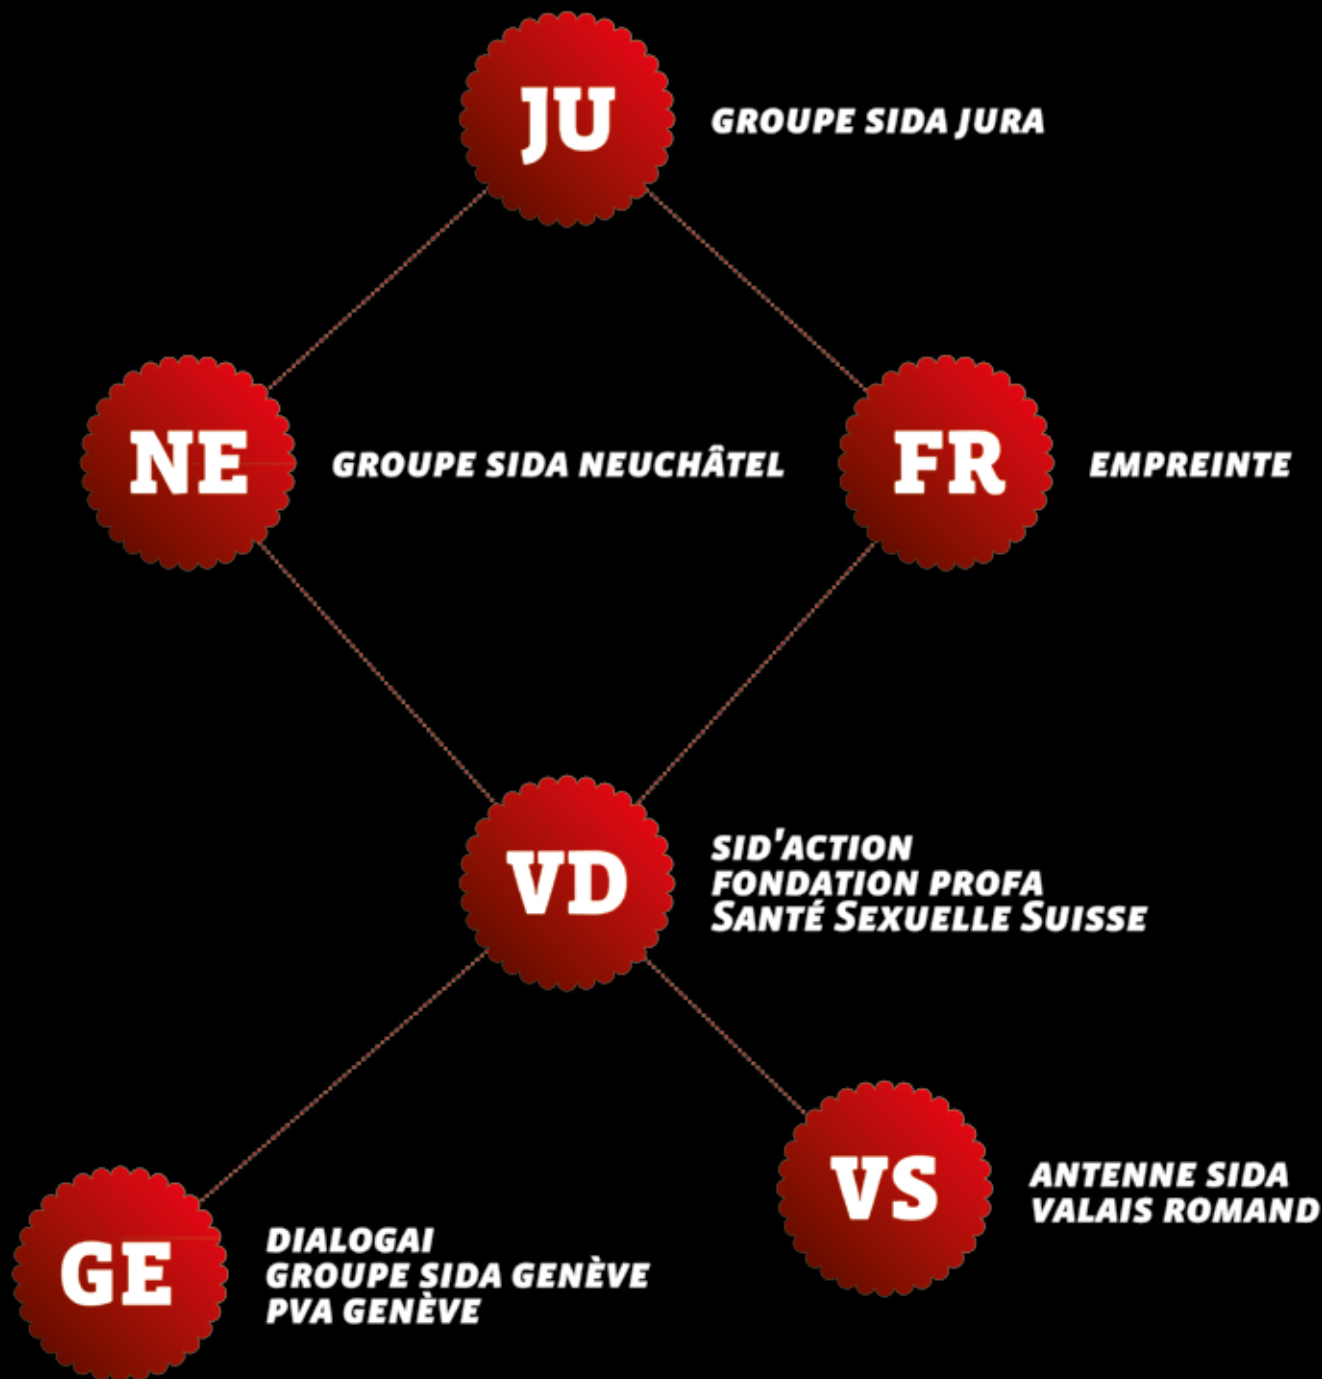 JU
GROUPE SIDA JURA
NE
GROUPE SIDA NEUCHÂTEL
FR
EMPREINTE
VD
SID'ACTION
FONDATION PROFA
SANTÉ SEXUELLE SUISSE
VS
ANTENNE SIDA
VALAIS ROMAND
GE
DIALOGAI
GROUPE SIDA GENÈVE
PVA GENÈVE